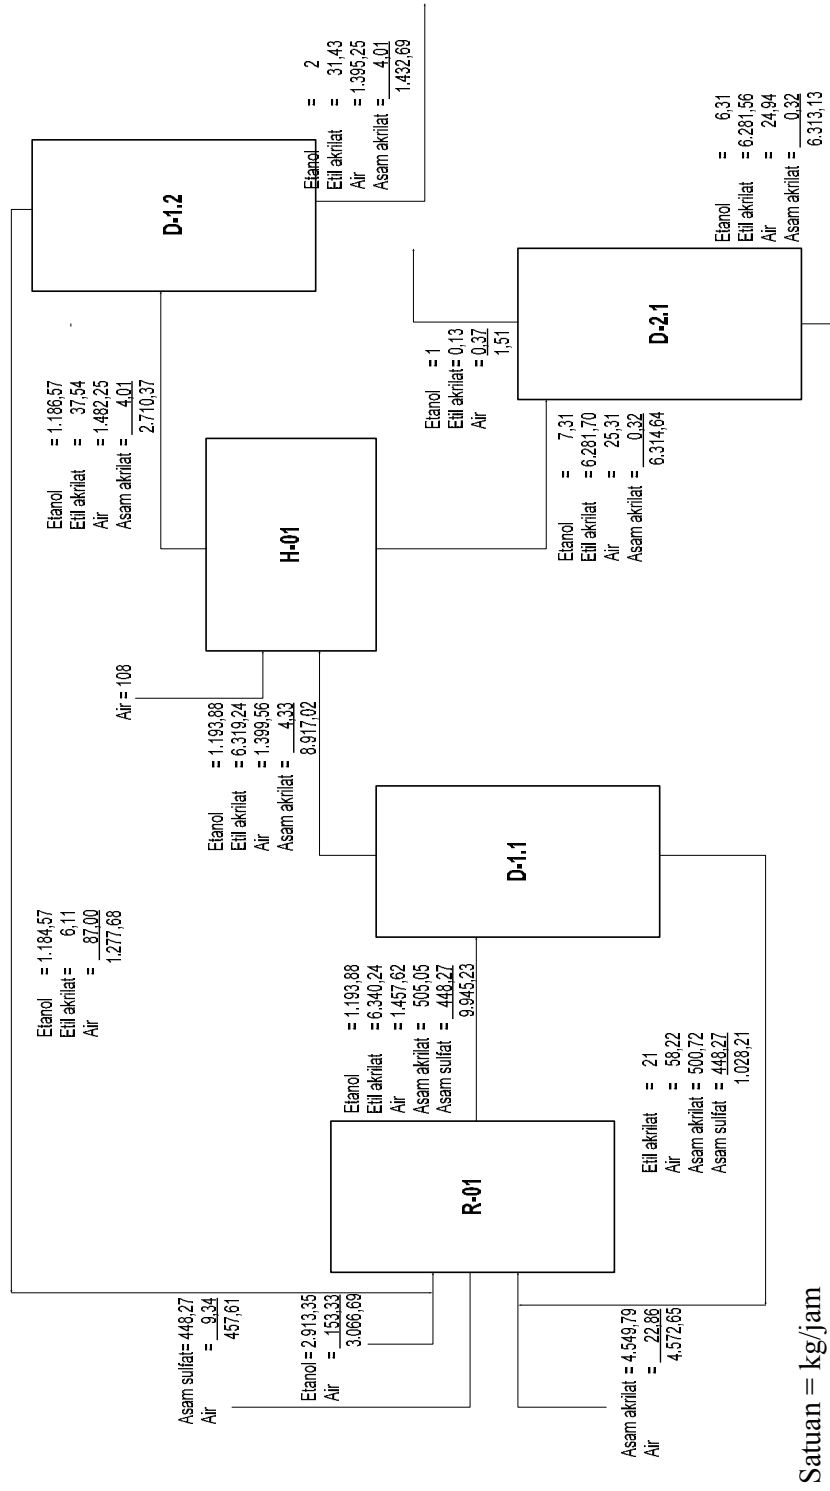 Asam sulfat = 448,27
Air = 9,34
457,61
Etanol = 2.913,35
Air = 153,33
3.066,69
Asam akrilat = 4.549,79
Air = 22,86
4.572,65
R-01
Etanol = 1.184,57
Etil akrilat = 6,11
Air = 87,00
1.277,68
Etanol = 1.193,88
Etil akrilat = 6.340,24
Air = 1.457,62
Asam akrilat = 505,05
Asam sulfat = 448,27
9.945,23
Etil akrilat = 21
Air = 58,22
Asam akrilat = 500,72
Asam sulfat = 448,27
1.028,21
D-1.1
Air = 108
Etanol = 1.193,88
Etil akrilat = 6.319,24
Air = 1.399,56
Asam akrilat = 4,33
8.917,02
H-01
Etanol = 1.186,57
Etil akrilat = 37,54
Air = 1.482,25
Asam akrilat = 4,01
2.710,37
Etanol = 7,31
Etil akrilat = 6.281,70
Air = 25,31
Asam akrilat = 0,32
6.314,64
D-1.2
Etanol = 2
Etil akrilat = 31,43
Air = 1.395,25
Asam akrilat = 4,01
1.432,69
Etanol = 1
Etil akrilat = 0,13
Air = 0,37
1,51
D-2.1
Etanol = 6,31
Etil akrilat = 6.281,56
Air = 24,94
Asam akrilat = 0,32
6.313,13
Satuan = kg/jam